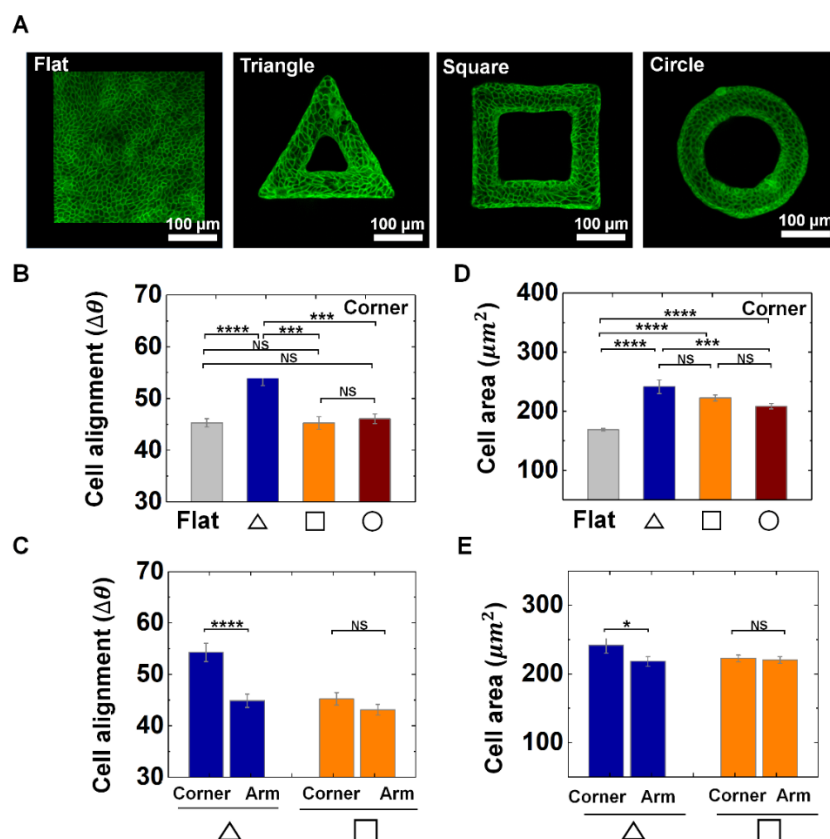 A
Flat
Triangle
Square
Circle
100 μm
100 μm
100 μm
100 μm
B
Cell alignment (Δθ)
70
60
50
40
30
Corner
****
***
***
NS
NS
NS
Flat △ □ ○
D
Cell area (μm²)
400
300
200
100
Corner
****
****
****
***
NS
NS
Flat △ □ ○
C
Cell alignment (Δθ)
70
60
50
40
30
****
NS
Corner Arm Corner Arm
△ □
E
Cell area (μm²)
300
200
100
*
NS
Corner Arm Corner Arm
△ □